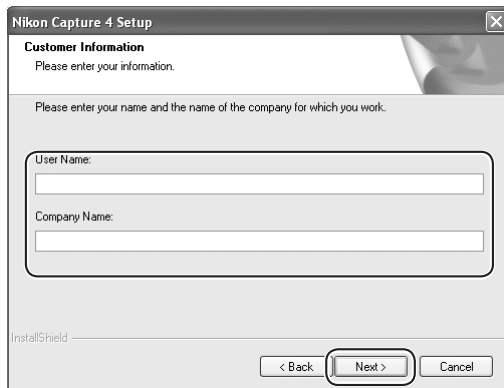 Nikon Capture 4 Setup
Customer Information
Please enter your information.
Please enter your name and the name of the company for which you work.
User Name:
Company Name:
InstallShield
< Back Next > Cancel